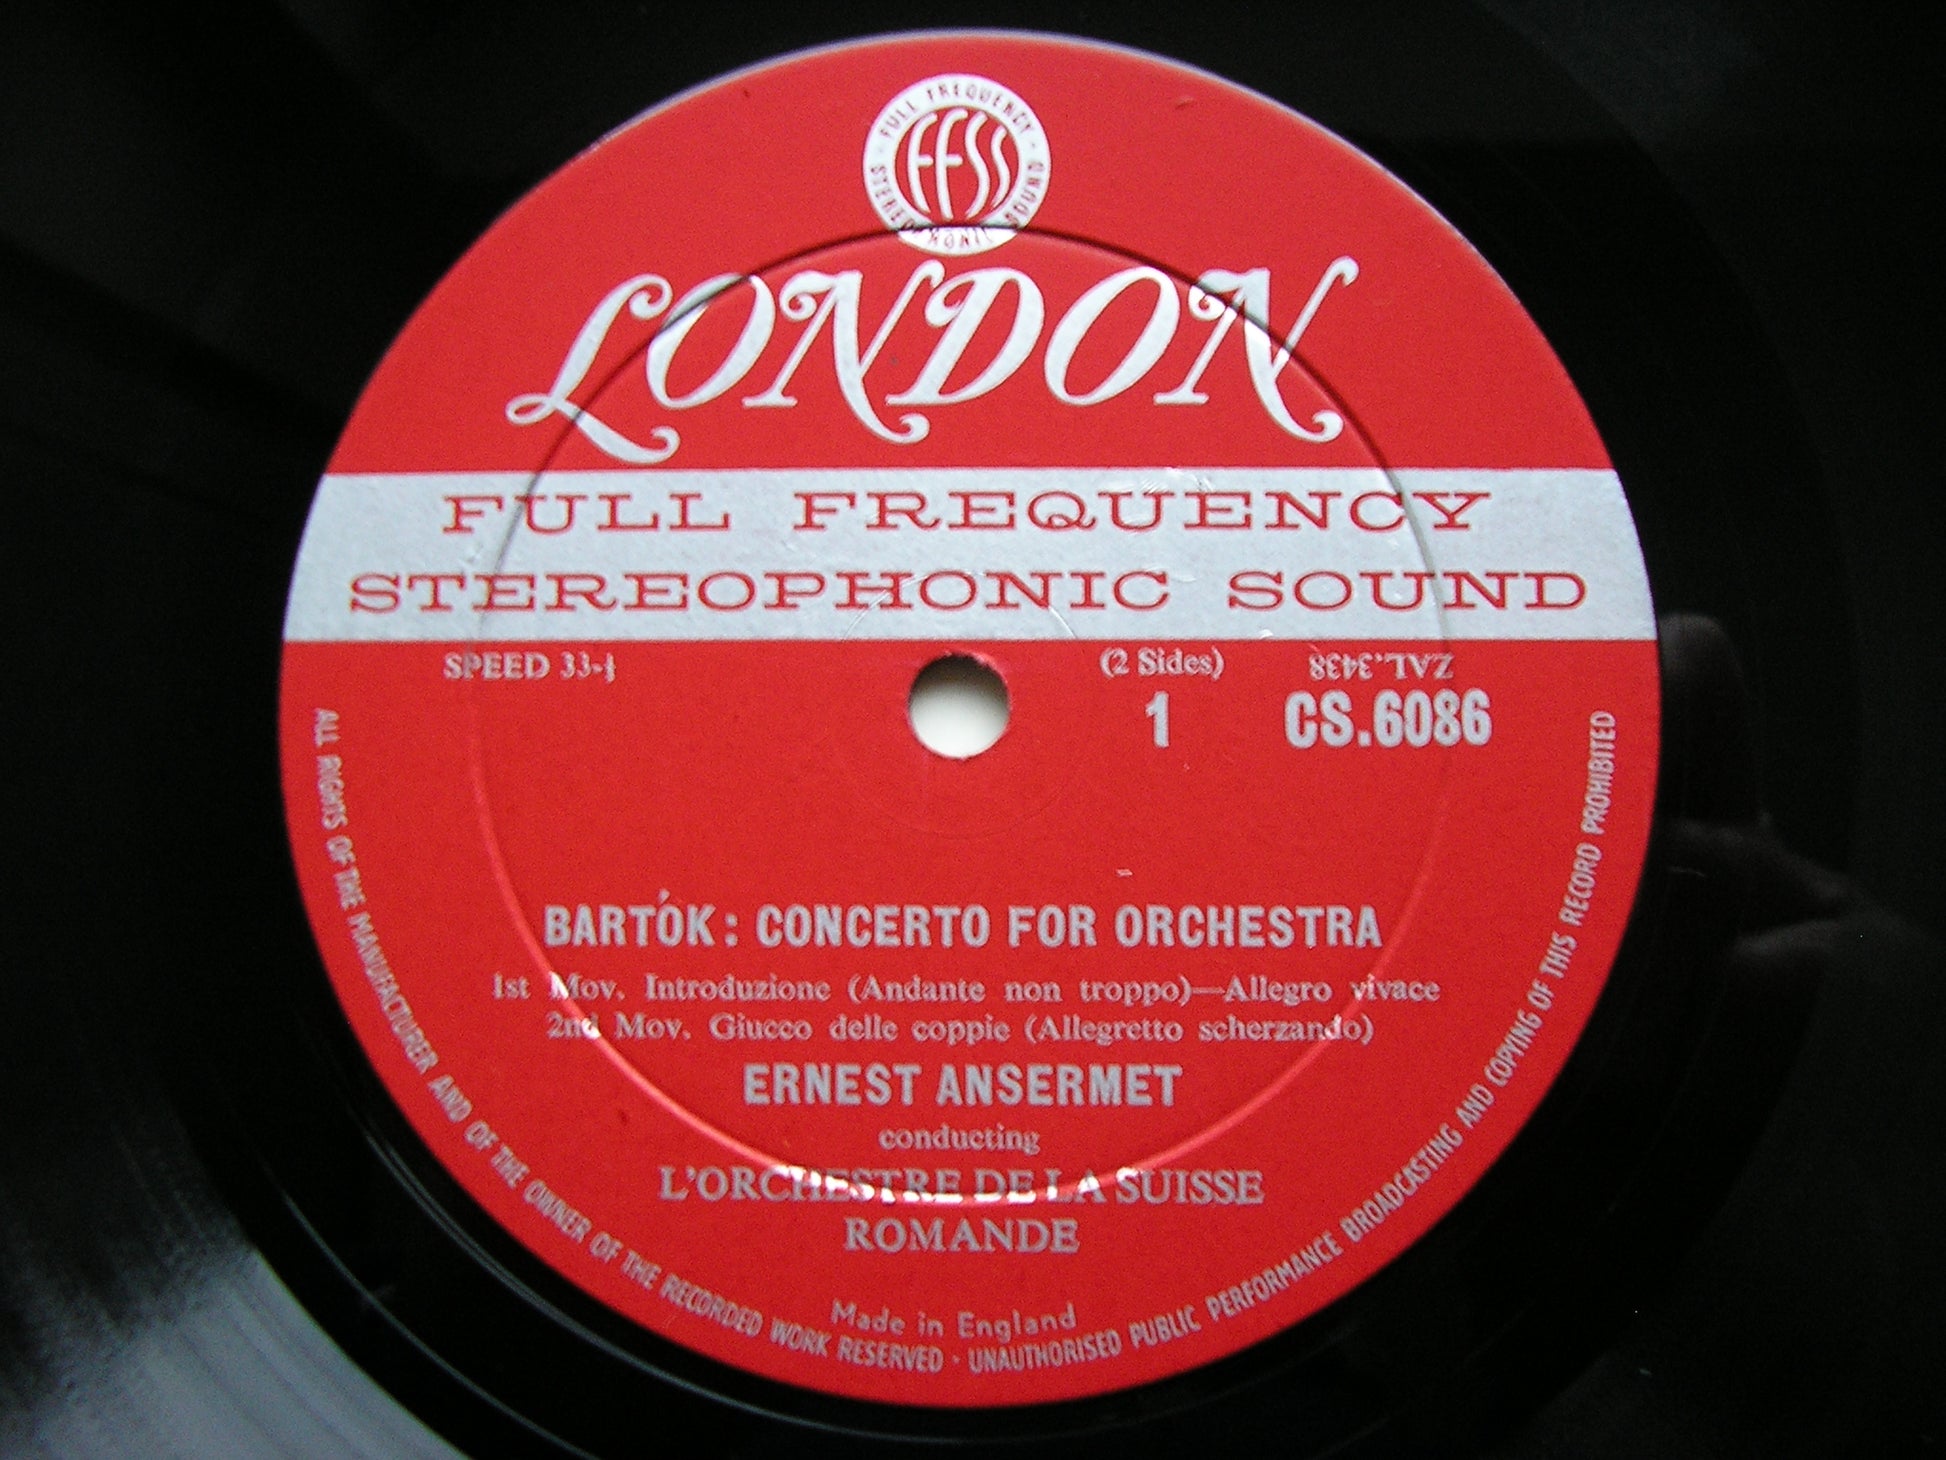 · FULL FREQUENCY ·
STEREOPHONIC SOUND
FFSS
LONDON
FULL FREQUENCY
STEREOPHONIC SOUND
SPEED 33-⅓
(2 Sides)
ZAL.3438
1
CS.6086
BARTÓK: CONCERTO FOR ORCHESTRA
1st Mov. Introduzione (Andante non troppo)—Allegro vivace
2nd Mov. Giucco delle coppie (Allegretto scherzando)
ERNEST ANSERMET
conducting
L'ORCHESTRE DE LA SUISSE
ROMANDE
Made in England
ALL RIGHTS OF THE MANUFACTURER AND OF THE OWNER OF THE RECORDED WORK RESERVED · UNAUTHORISED PUBLIC PERFORMANCE BROADCASTING AND COPYING OF THIS RECORD PROHIBITED